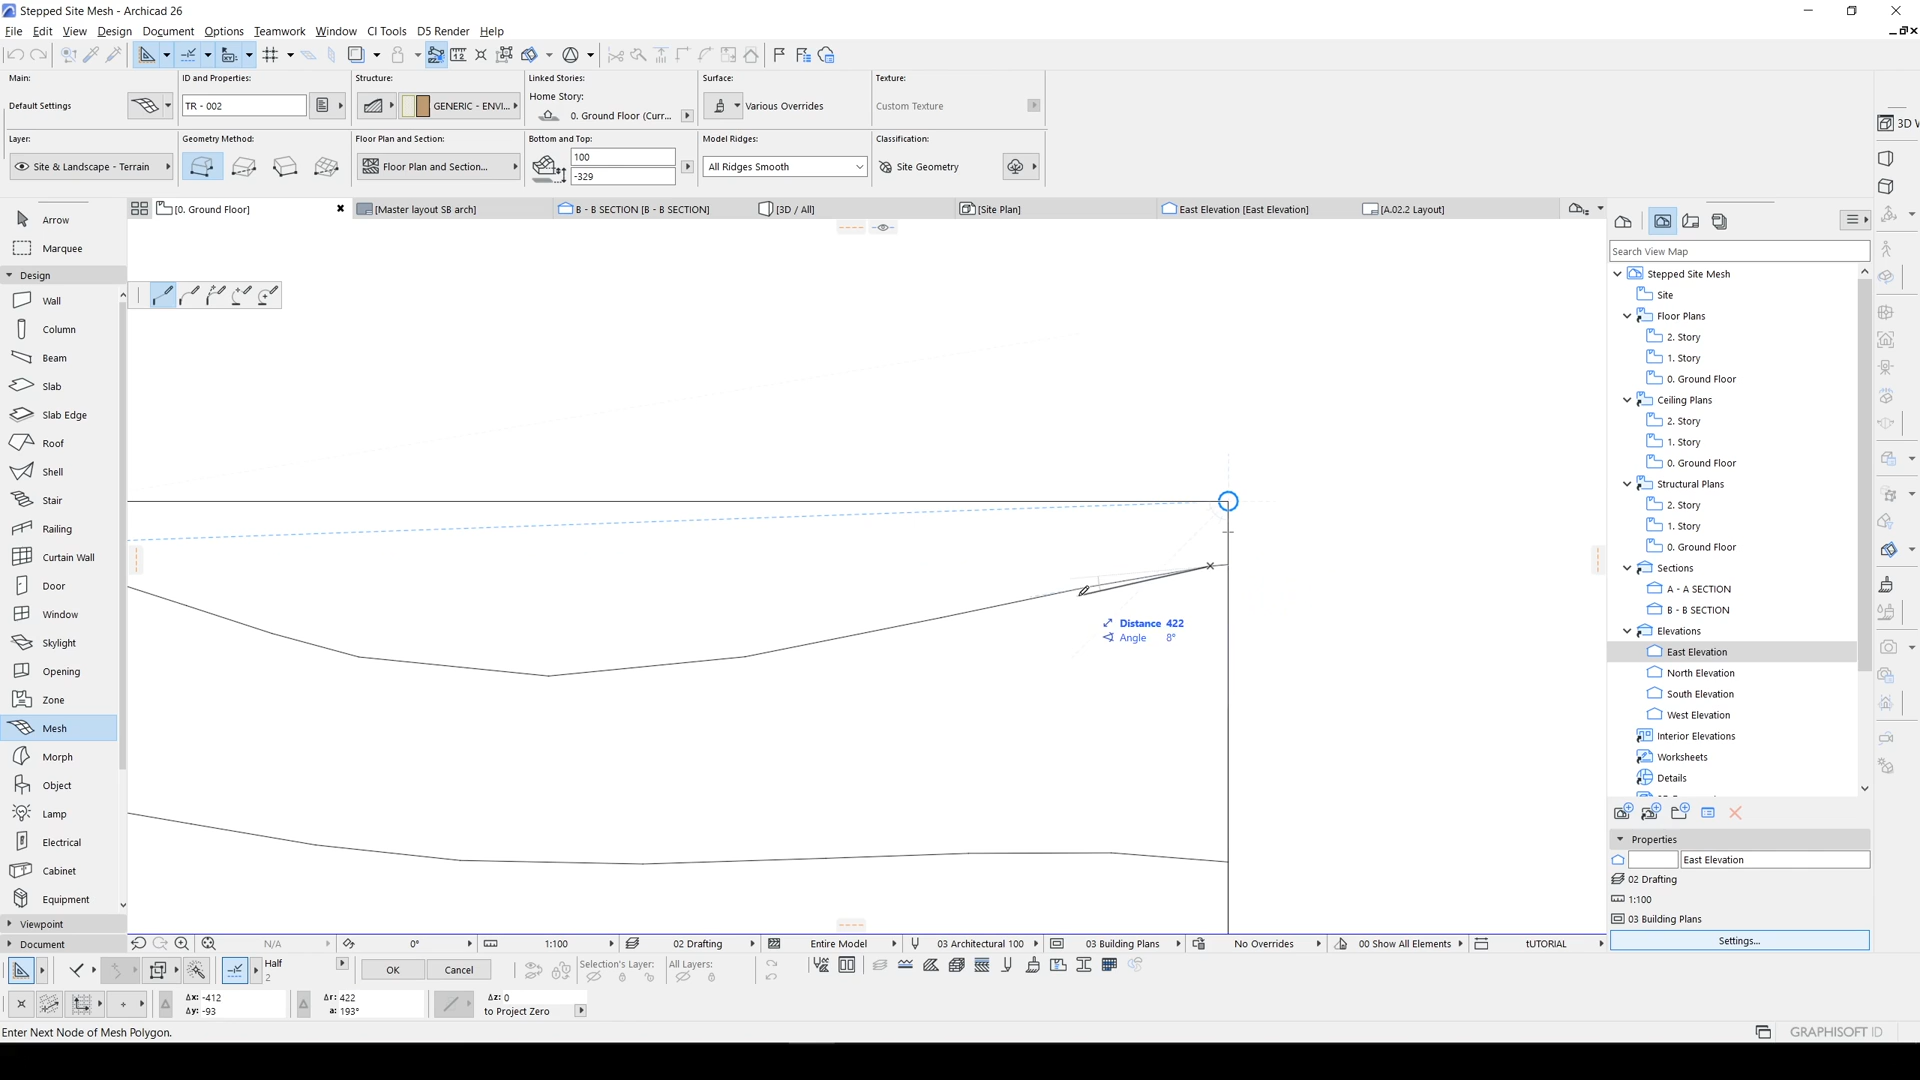 Stepped Site Mesh - Archicad 26
File Edit View Design Document Options Teamwork Window CI Tools D5 Render Help
Main: ID and Properties: Structure: Linked Stories: Surface: Texture:
Default Settings TR - 002 GENERIC - ENVI... Home Story: 0. Ground Floor (Curr... Various Overrides Custom Texture
Layer: Geometry Method: Floor Plan and Section: Bottom and Top: Model Ridges: Classification:
Site & Landscape - Terrain Floor Plan and Section... 100 -329 All Ridges Smooth Site Geometry
3D
[0. Ground Floor] [Master layout SB arch] B - B SECTION [B - B SECTION] [3D / All] [Site Plan] East Elevation [East Elevation] [A.02.2 Layout]
Arrow
Marquee
Design
Wall
Column
Beam
Slab
Slab Edge
Roof
Shell
Stair
Railing
Curtain Wall
Door
Window
Skylight
Opening
Zone
Mesh
Morph
Object
Lamp
Electrical
Cabinet
Equipment
Viewpoint
Document
Distance 422
Angle 8°
Search View Map
Stepped Site Mesh
Site
Floor Plans
2. Story
1. Story
0. Ground Floor
Ceiling Plans
2. Story
1. Story
0. Ground Floor
Structural Plans
2. Story
1. Story
0. Ground Floor
Sections
A - A SECTION
B - B SECTION
Elevations
East Elevation
North Elevation
South Elevation
West Elevation
Interior Elevations
Worksheets
Details
Properties
East Elevation
02 Drafting
1:100
03 Building Plans
Settings...
N/A 0° 1:100 02 Drafting Entire Model 03 Architectural 100 03 Building Plans No Overrides 00 Show All Elements tUTORIAL
Half
2
OK Cancel Selection's Layer: All Layers:
Δx: -412 Δr: 422 Δz: 0
Δy: -93 a: 193° to Project Zero
Enter Next Node of Mesh Polygon. GRAPHISOFT ID